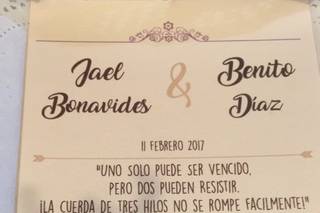 Jael & Benito
Bonavides Díaz
11 FEBRERO 2017
"UNO SOLO PUEDE SER VENCIDO,
PERO DOS PUEDEN RESISTIR.
¡LA CUERDA DE TRES HILOS NO SE ROMPE FACILMENTE!"